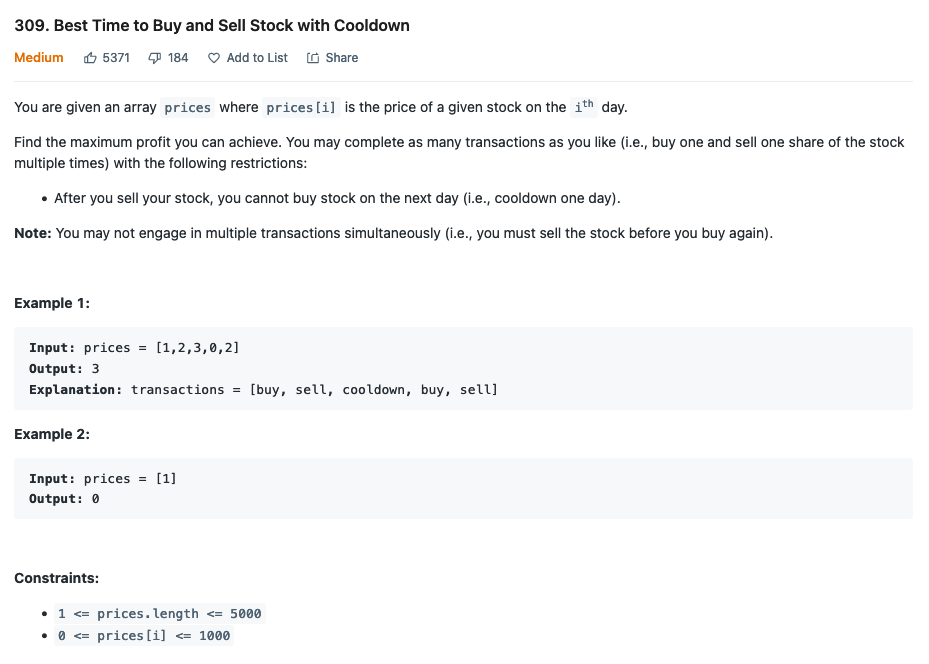 309. Best Time to Buy and Sell Stock with Cooldown
Medium 5371 184 Add to List Share
You are given an array prices where prices[i] is the price of a given stock on the ith day.
Find the maximum profit you can achieve. You may complete as many transactions as you like (i.e., buy one and sell one share of the stock
multiple times) with the following restrictions:
• After you sell your stock, you cannot buy stock on the next day (i.e., cooldown one day).
Note: You may not engage in multiple transactions simultaneously (i.e., you must sell the stock before you buy again).
Example 1:
Input: prices = [1,2,3,0,2]
Output: 3
Explanation: transactions = [buy, sell, cooldown, buy, sell]
Example 2:
Input: prices = [1]
Output: 0
Constraints:
• 1 <= prices.length <= 5000
• 0 <= prices[i] <= 1000